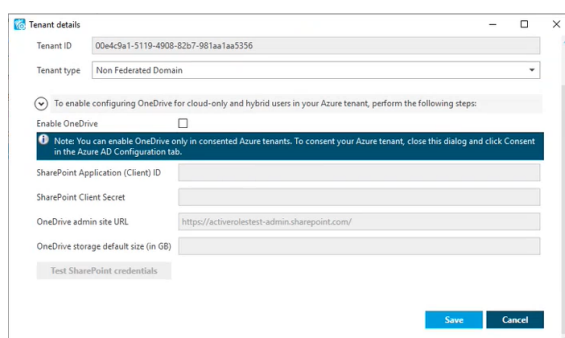 Tenant details
Tenant ID 00e4c9a1-5119-4908-82b7-981aa1aa5356
Tenant type Non Federated Domain
To enable configuring OneDrive for cloud-only and hybrid users in your Azure tenant, perform the following steps:
Enable OneDrive
Note: You can enable OneDrive only in consented Azure tenants. To consent your Azure tenant, close this dialog and click Consent
in the Azure AD Configuration tab.
SharePoint Application (Client) ID
SharePoint Client Secret
OneDrive admin site URL https://activerolestest-admin.sharepoint.com/
OneDrive storage default size (in GB)
Test SharePoint credentials
Save Cancel